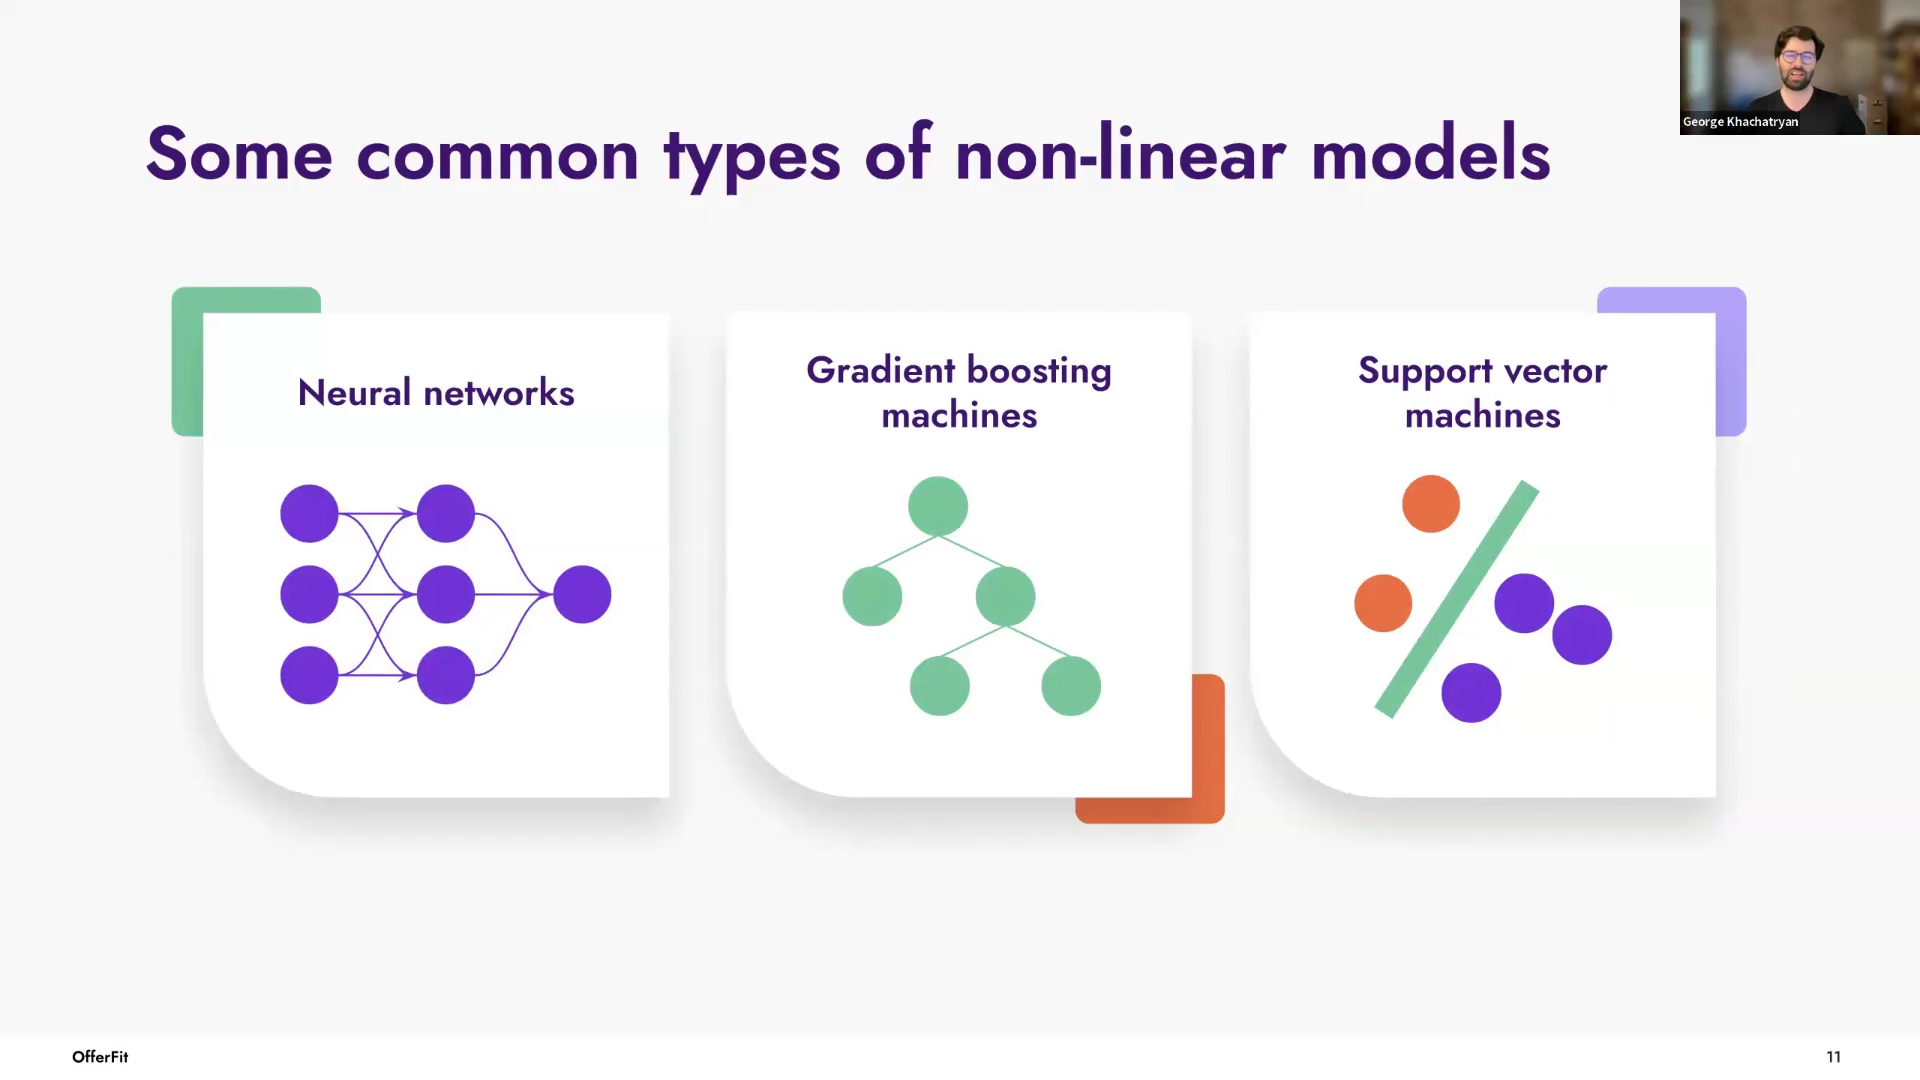 George Khachatryan
Some common types of non-linear models
Neural networks
Gradient boosting
machines
Support vector
machines
OfferFit
11